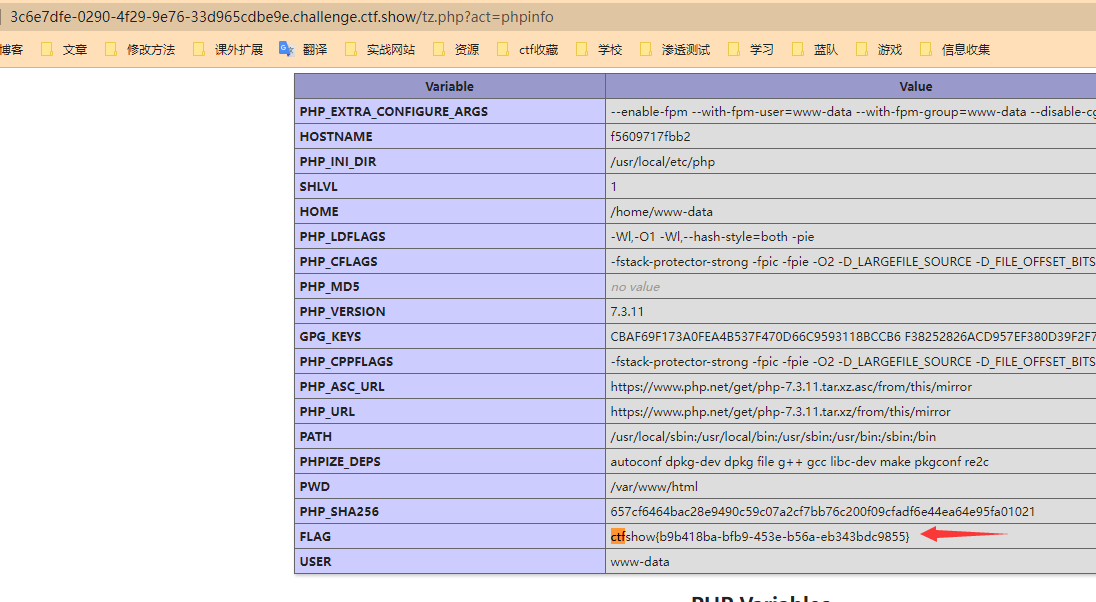 3c6e7dfe-0290-4f29-9e76-33d965cdbe9e.challenge.ctf.show/tz.php?act=phpinfo
博客 文章 修改方法 课外扩展 翻译 实战网站 资源 ctf收藏 学校 渗透测试 学习 蓝队 游戏 信息收集
Variable Value
PHP_EXTRA_CONFIGURE_ARGS --enable-fpm --with-fpm-user=www-data --with-fpm-group=www-data --disable-cg
HOSTNAME f5609717fbb2
PHP_INI_DIR /usr/local/etc/php
SHLVL 1
HOME /home/www-data
PHP_LDFLAGS -Wl,-O1 -Wl,--hash-style=both -pie
PHP_CFLAGS -fstack-protector-strong -fpic -fpie -O2 -D_LARGEFILE_SOURCE -D_FILE_OFFSET_BITS
PHP_MD5 no value
PHP_VERSION 7.3.11
GPG_KEYS CBAF69F173A0FEA4B537F470D66C9593118BCCB6 F38252826ACD957EF380D39F2F7
PHP_CPPFLAGS -fstack-protector-strong -fpic -fpie -O2 -D_LARGEFILE_SOURCE -D_FILE_OFFSET_BITS
PHP_ASC_URL https://www.php.net/get/php-7.3.11.tar.xz.asc/from/this/mirror
PHP_URL https://www.php.net/get/php-7.3.11.tar.xz/from/this/mirror
PATH /usr/local/sbin:/usr/local/bin:/usr/sbin:/usr/bin:/sbin:/bin
PHPIZE_DEPS autoconf dpkg-dev dpkg file g++ gcc libc-dev make pkgconf re2c
PWD /var/www/html
PHP_SHA256 657cf6464bac28e9490c59c07a2cf7bb76c200f09cfadf6e44ea64e95fa01021
FLAG ctfshow{b9b418ba-bfb9-453e-b56a-eb343bdc9855}
USER www-data
PHP Variables